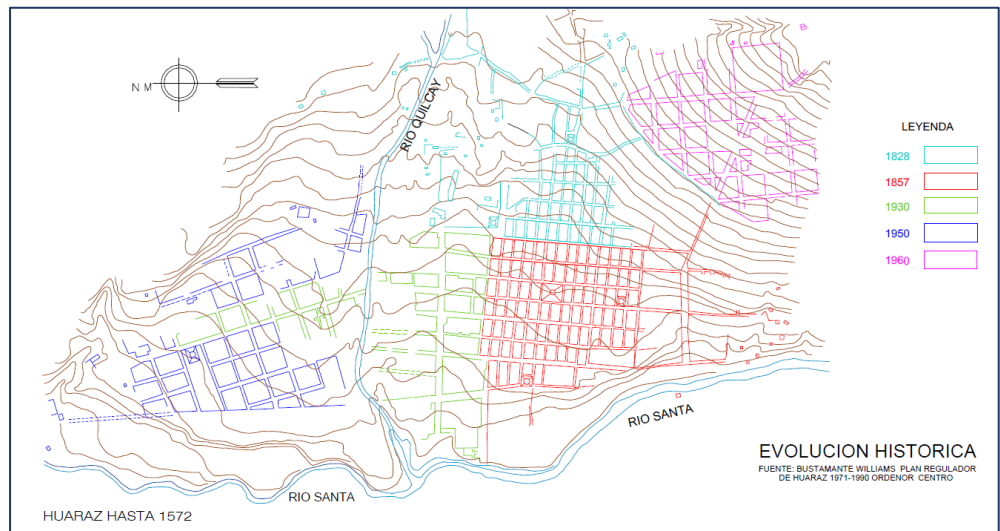 N M
RIO QUILCAY
LEYENDA
1828
1857
1930
1950
1960
RIO SANTA
RIO SANTA
EVOLUCION HISTORICA
FUENTE: BUSTAMANTE WILLIAMS PLAN REGULADOR
DE HUARAZ 1971-1990 ORDENOR CENTRO
HUARAZ HASTA 1572